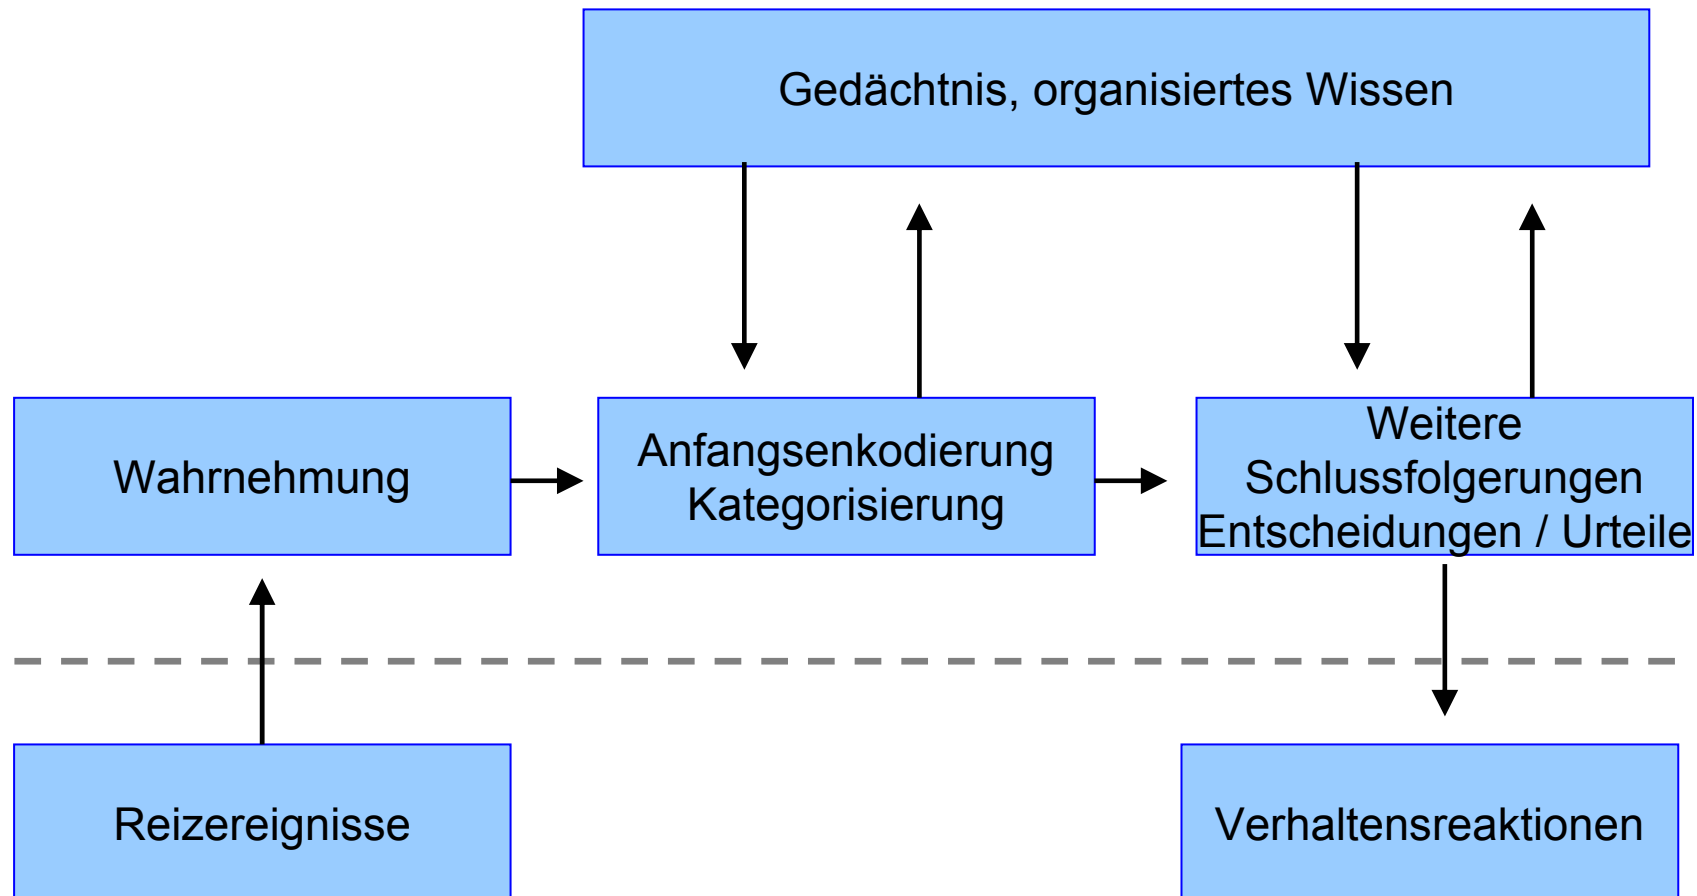 Gedächtnis, organisiertes Wissen
Wahrnehmung
Anfangsenkodierung
Kategorisierung
Weitere
Schlussfolgerungen
Entscheidungen / Urteile
Reizereignisse
Verhaltensreaktionen